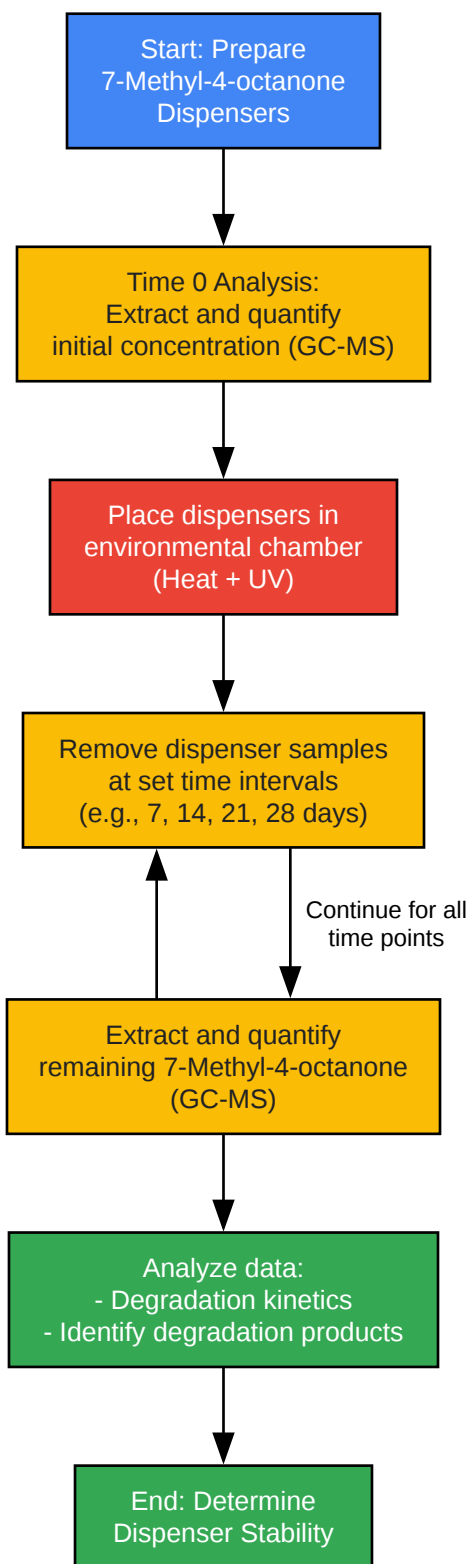 Start: Prepare
7-Methyl-4-octanone
Dispensers
Time 0 Analysis:
Extract and quantify
initial concentration (GC-MS)
Place dispensers in
environmental chamber
(Heat + UV)
Remove dispenser samples
at set time intervals
(e.g., 7, 14, 21, 28 days)
Continue for all
time points
Extract and quantify
remaining 7-Methyl-4-octanone
(GC-MS)
Analyze data:
- Degradation kinetics
- Identify degradation products
End: Determine
Dispenser Stability